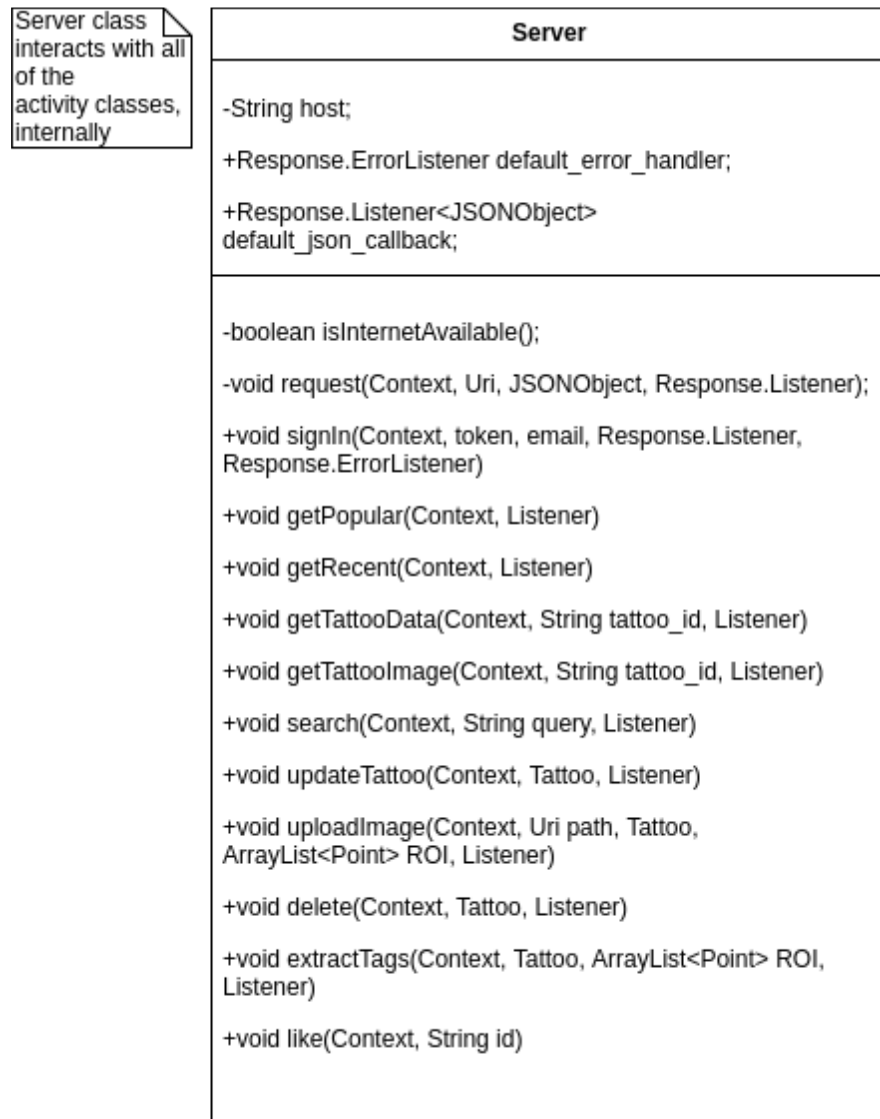 Server class
interacts with all
of the
activity classes,
internally
Server
-String host;
+Response.ErrorListener default_error_handler;
+Response.Listener<JSONObject>
default_json_callback;
-boolean isInternetAvailable();
-void request(Context, Uri, JSONObject, Response.Listener);
+void signIn(Context, token, email, Response.Listener,
Response.ErrorListener)
+void getPopular(Context, Listener)
+void getRecent(Context, Listener)
+void getTattooData(Context, String tattoo_id, Listener)
+void getTattooImage(Context, String tattoo_id, Listener)
+void search(Context, String query, Listener)
+void updateTattoo(Context, Tattoo, Listener)
+void uploadImage(Context, Uri path, Tattoo,
ArrayList<Point> ROI, Listener)
+void delete(Context, Tattoo, Listener)
+void extractTags(Context, Tattoo, ArrayList<Point> ROI,
Listener)
+void like(Context, String id)